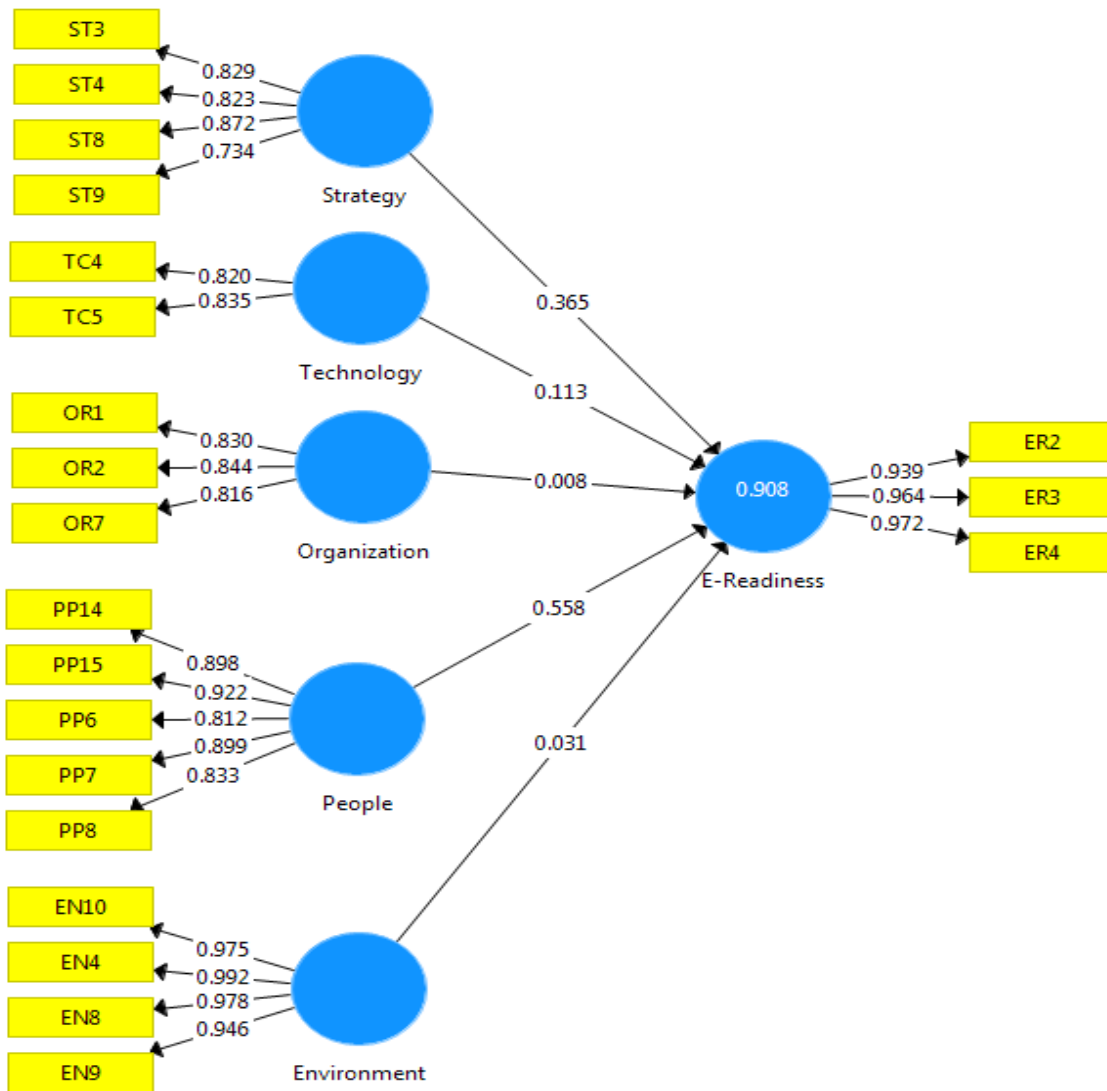 ST3
0.829
ST4
0.823
ST8
0.872
0.734
ST9
Strategy
TC4
0.820
TC5
0.835
Technology
OR1
0.830
OR2
0.844
OR7
0.816
Organization
PP14
0.898
PP15
0.922
PP6
0.812
0.899
PP7
0.833
PP8
People
EN10
0.975
EN4
0.992
EN8
0.978
0.946
EN9
Environment
0.365
0.113
0.008
0.558
0.031
0.908
E-Readiness
0.939
ER2
0.964
ER3
0.972
ER4